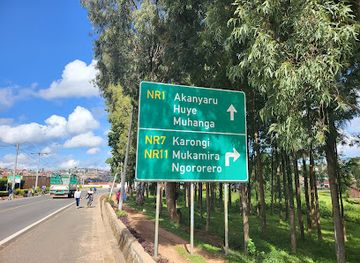 NR1 Akanyaru
Huye
Muhanga
NR7 Karongi
NR11 Mukamira
Ngororero